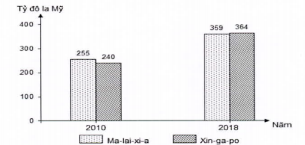 Tỷ đô la Mỹ
400
300
200
100
0
255
240
359
364
2010
2018
Năm
Ma-lai-xi-a
Xin-ga-po